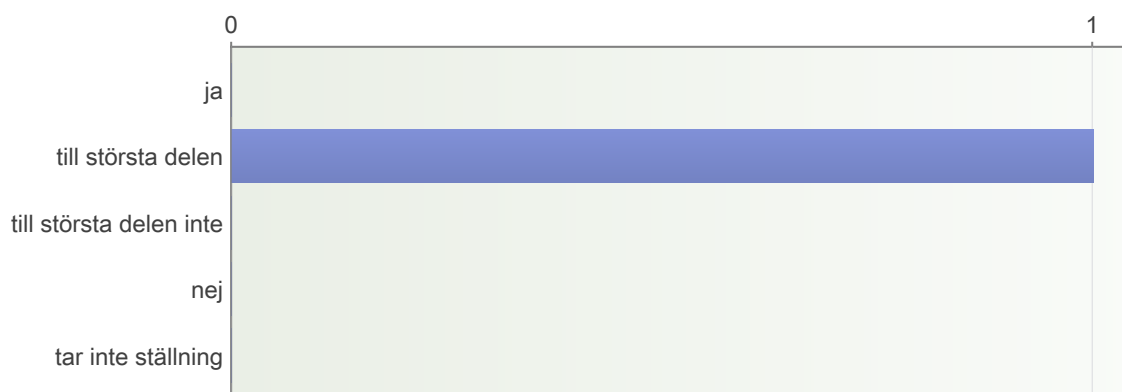 0 1
ja
till största delen
till största delen inte
nej
tar inte ställning